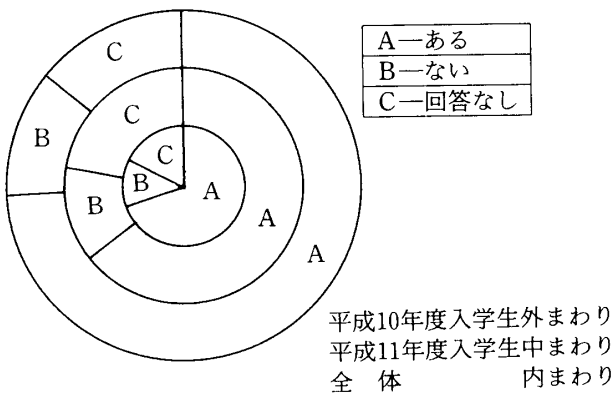 A―ある
B―ない
C―回答なし
C
B
C
B
C
B
A
A
A
平成10年度入学生外まわり
平成11年度入学生中まわり
全 体 内まわり